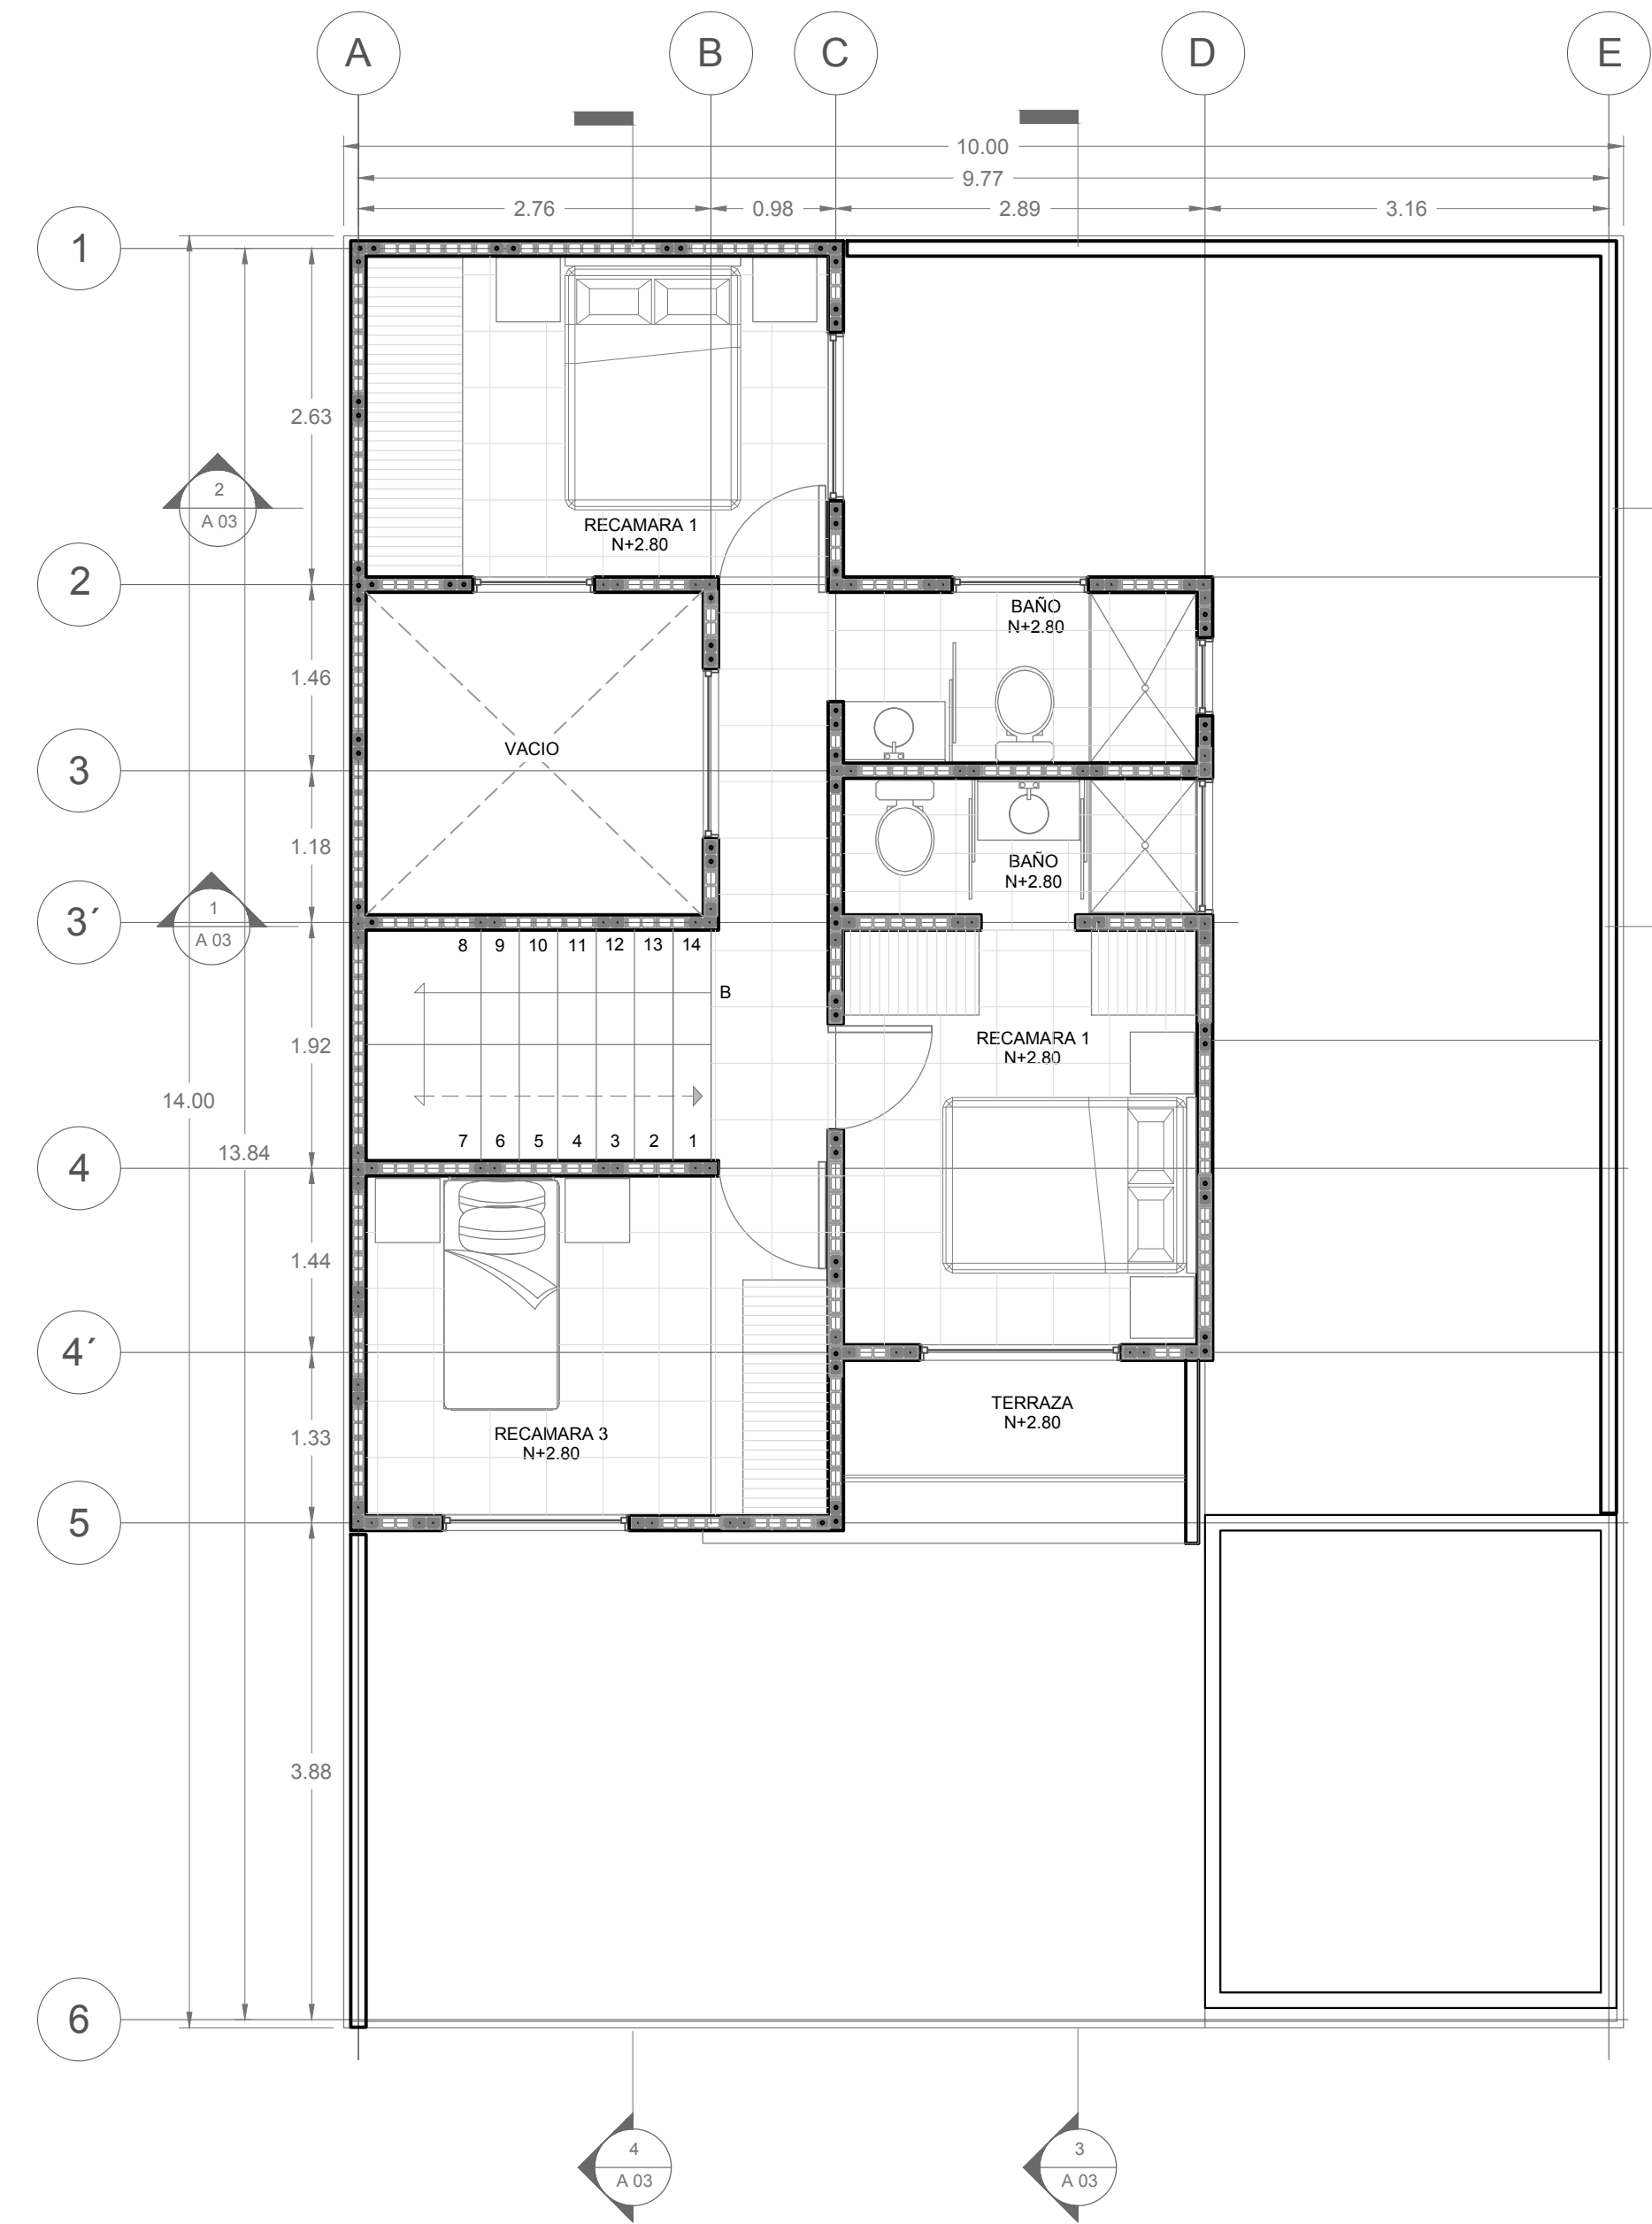 A B C D E
10.00
9.77
2.76 0.98 2.89 3.16
1
2.63
2
A 03
RECAMARA 1
N+2.80
2
BAÑO
N+2.80
1.46
VACIO
3
1.18
BAÑO
N+2.80
1
A 03
3´
8 9 10 11 12 13 14
B
1.92
RECAMARA 1
N+2.80
14.00
13.84
7 6 5 4 3 2 1
4
1.44
4´
TERRAZA
N+2.80
1.33
RECAMARA 3
N+2.80
5
3.88
6
4
A 03
3
A 03